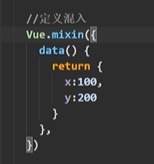 //定义混入
Vue.mixin({
data() {
return {
x:100,
y:200
}
},
})